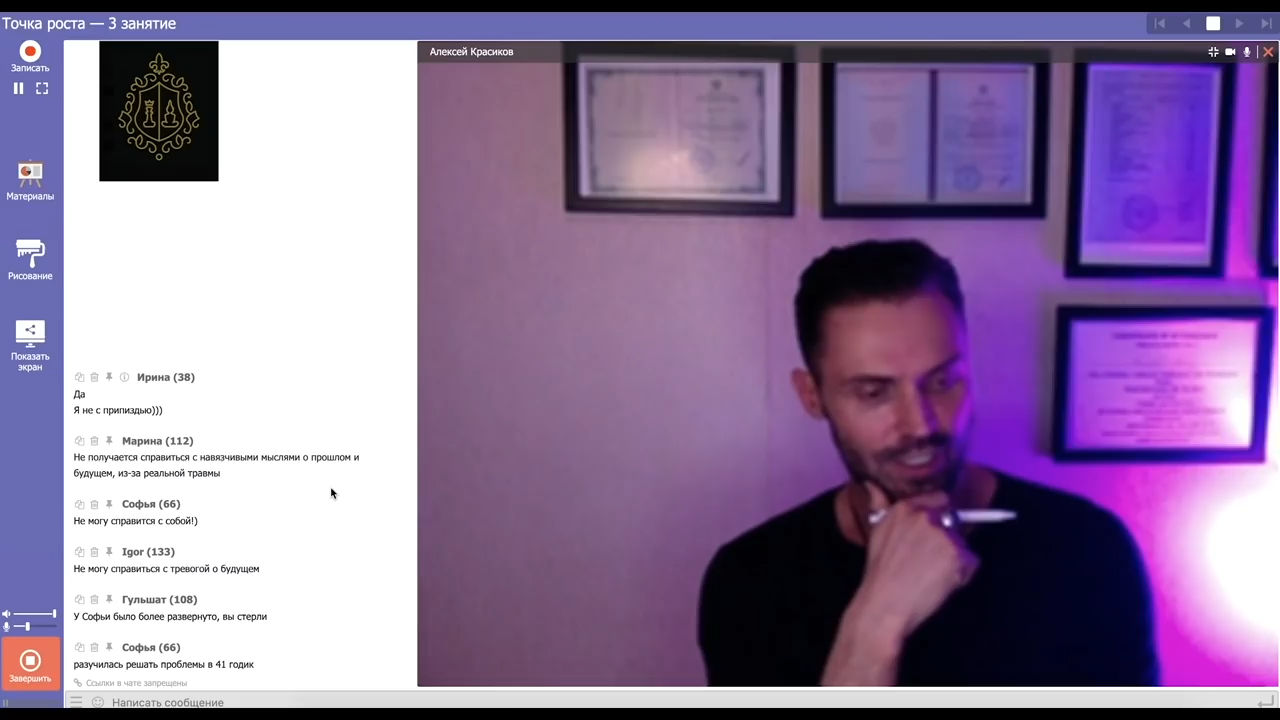 Точка роста — 3 занятие
Записать
Материалы
Рисование
Показать
экран
Завершить
Алексей Красиков
Ирина (38)
Да
Я не с припиздью)))
Марина (112)
Не получается справиться с навязчивыми мыслями о прошлом и
будущем, из-за реальной травмы
Софья (66)
Не могу справится с собой!)
Igor (133)
Не могу справиться с тревогой о будущем
Гульшат (108)
У Софьи было более развернуто, вы стерли
Софья (66)
разучилась решать проблемы в 41 годик
Ссылки в чате запрещены
Написать сообщение